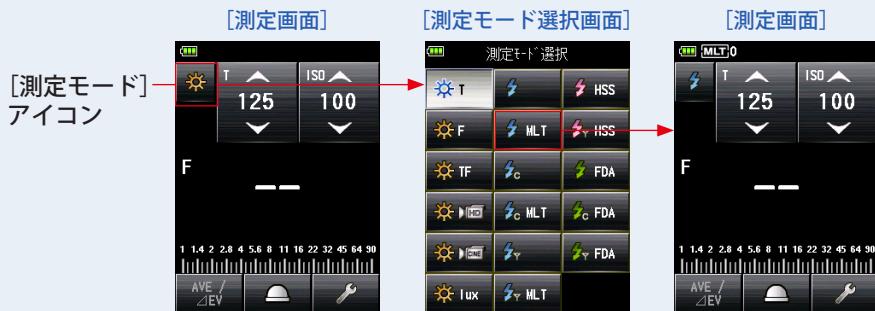 [測定画面]
[測定モード選択画面]
[測定画面]
[測定モード]
アイコン
T
ISO
125
100
F
1 1.4 2 2.8 4 5.6 8 11 16 22 32 45 64 90
AVE /
⊿EV
測定ﾓｰﾄﾞ選択
T
HSS
F
MLT
HSS
TF
C
FDA
HD
C MLT
C FDA
CINE
FDA
lux
MLT
MLT 0
T
ISO
125
100
F
1 1.4 2 2.8 4 5.6 8 11 16 22 32 45 64 90
AVE /
⊿EV